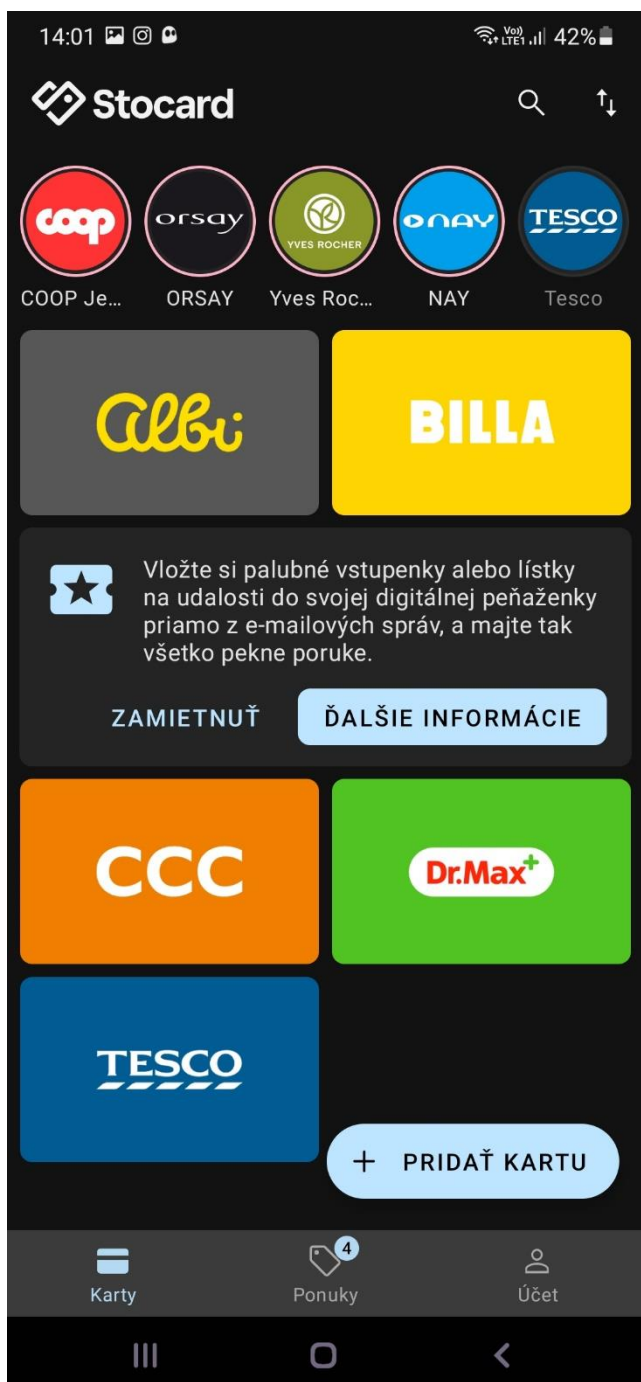 14:01
Vo)) LTE1 42%
Stocard
coop orsay YVES ROCHER NAY TESCO
COOP Je... ORSAY Yves Roc... NAY Tesco
albi BILLA
Vložte si palubné vstupenky alebo lístky
na udalosti do svojej digitálnej peňaženky
priamo z e-mailových správ, a majte tak
všetko pekne poruke.
ZAMIETNUŤ ĎALŠIE INFORMÁCIE
CCC Dr.Max+
TESCO
+ PRIDAŤ KARTU
4
Karty Ponuky Účet